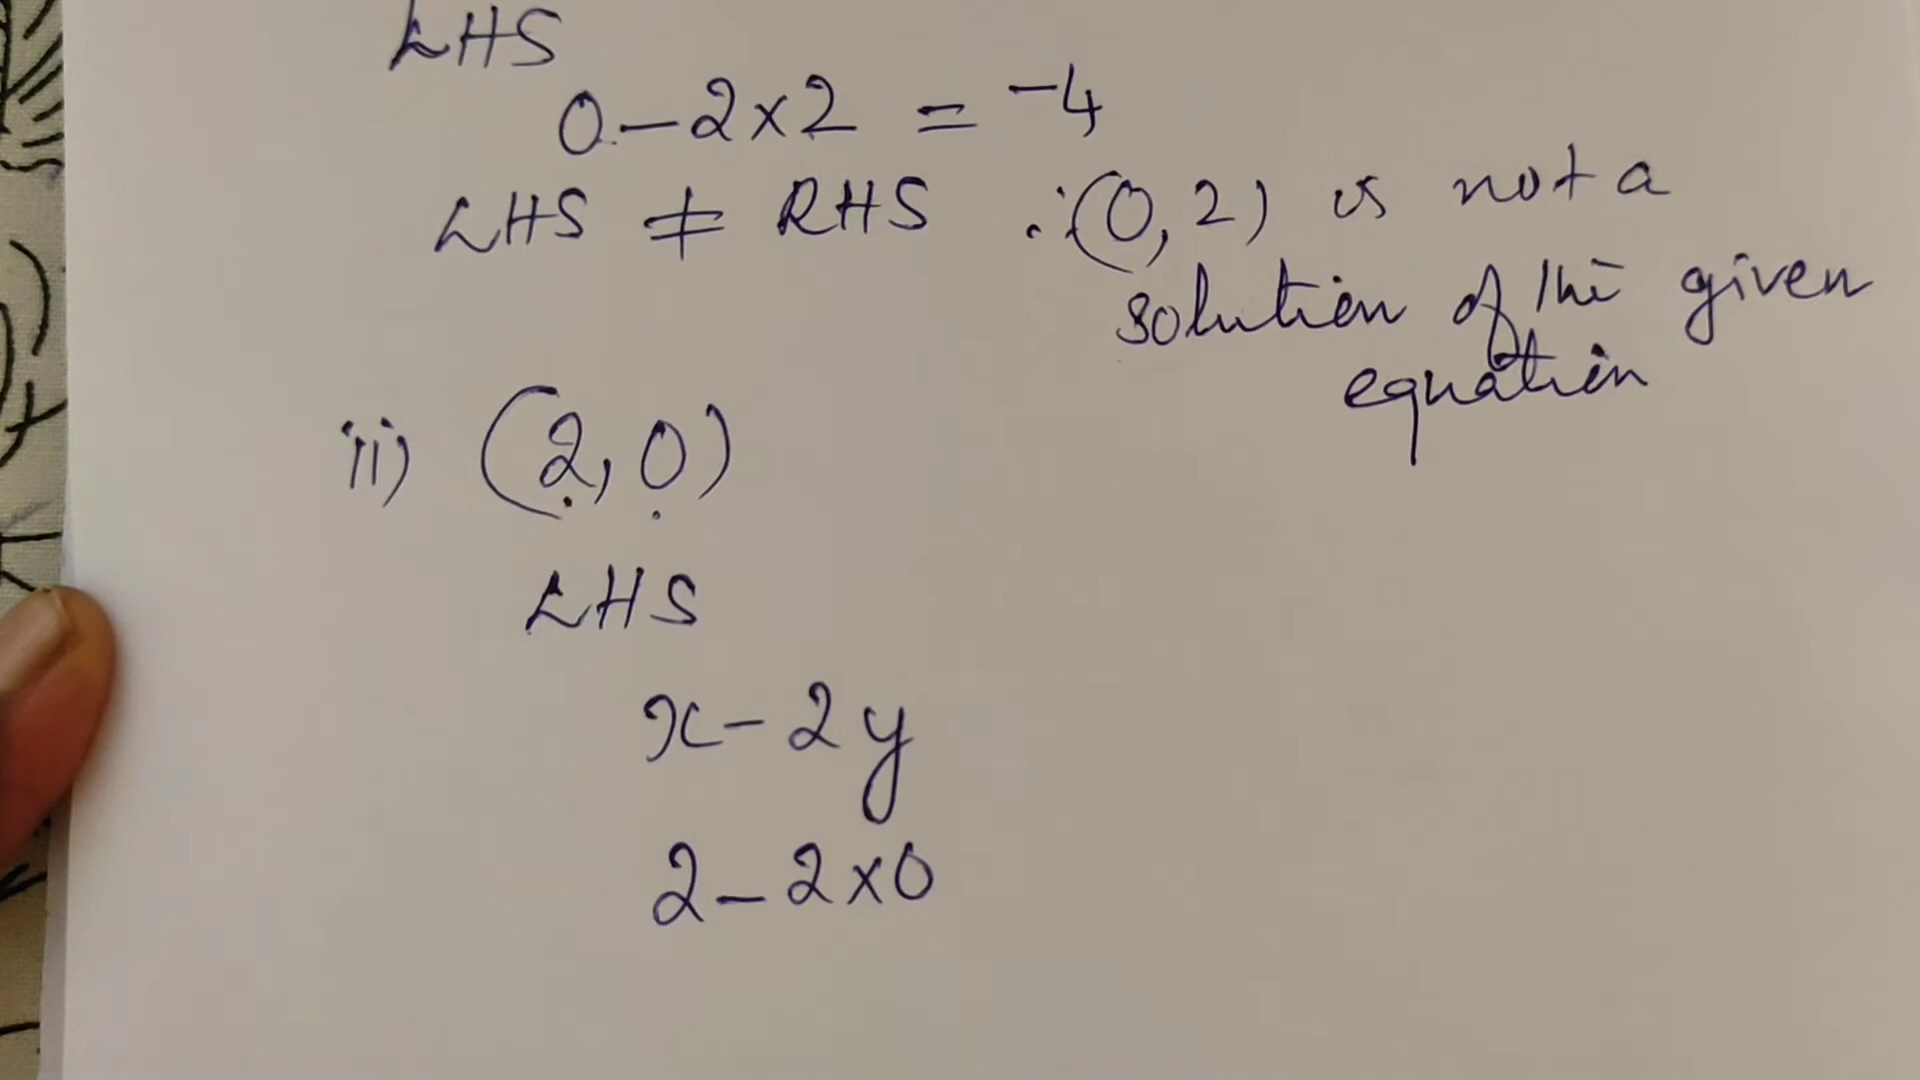 LHS
0-2×2 = -4
LHS ≠ RHS ∴(0,2) is not a
solution of the given
equation
ii) (2,0)
LHS
x-2y
2-2×0